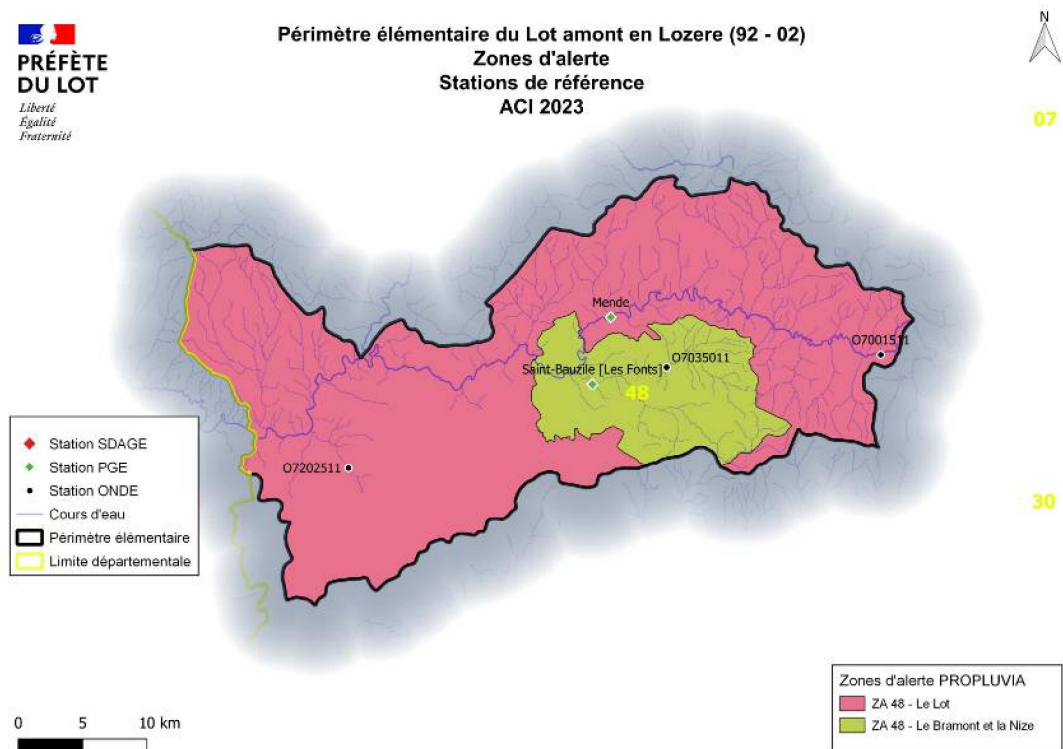 PRÉFÈTE
DU LOT
Liberté
Égalité
Fraternité
Périmètre élémentaire du Lot amont en Lozere (92 - 02)
Zones d'alerte
Stations de référence
ACI 2023
N
07
Mende
O7001511
O7035011
Saint-Bauzile [Les Fonts]
48
O7202511
30
Station SDAGE
Station PGE
Station ONDE
Cours d'eau
Périmètre élémentaire
Limite départementale
Zones d'alerte PROPLUVIA
ZA 48 - Le Lot
ZA 48 - Le Bramont et la Nize
0 5 10 km